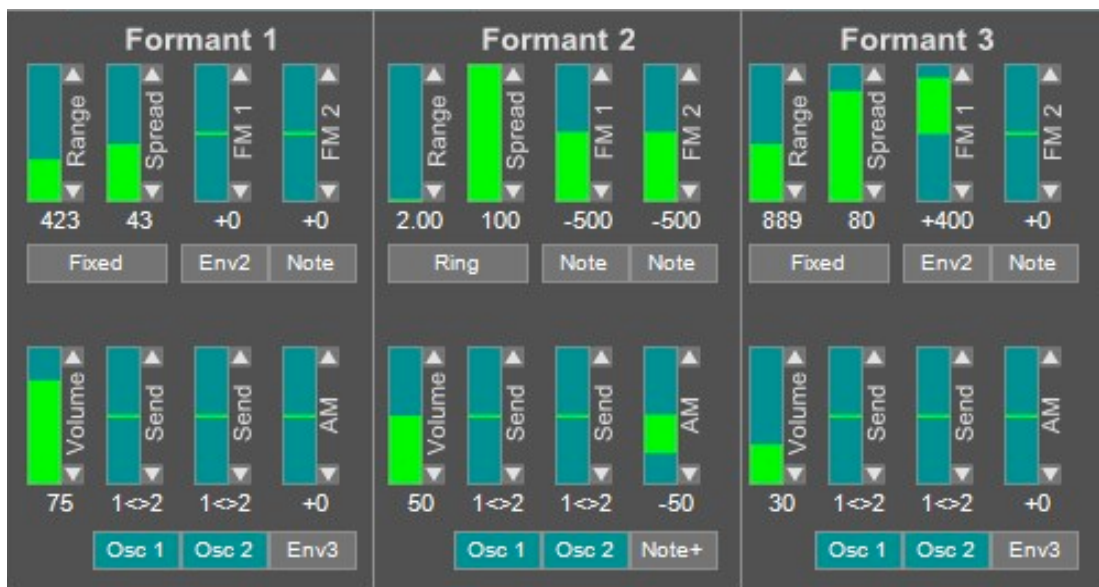 Formant 1
Range
Spread
FM 1
FM 2
423 43 +0 +0
Fixed Env2 Note
Volume
Send
Send
AM
75 1<>2 1<>2 +0
Osc 1 Osc 2 Env3
Formant 2
Range
Spread
FM 1
FM 2
2.00 100 -500 -500
Ring Note Note
Volume
Send
Send
AM
50 1<>2 1<>2 -50
Osc 1 Osc 2 Note+
Formant 3
Range
Spread
FM 1
FM 2
889 80 +400 +0
Fixed Env2 Note
Volume
Send
Send
AM
30 1<>2 1<>2 +0
Osc 1 Osc 2 Env3